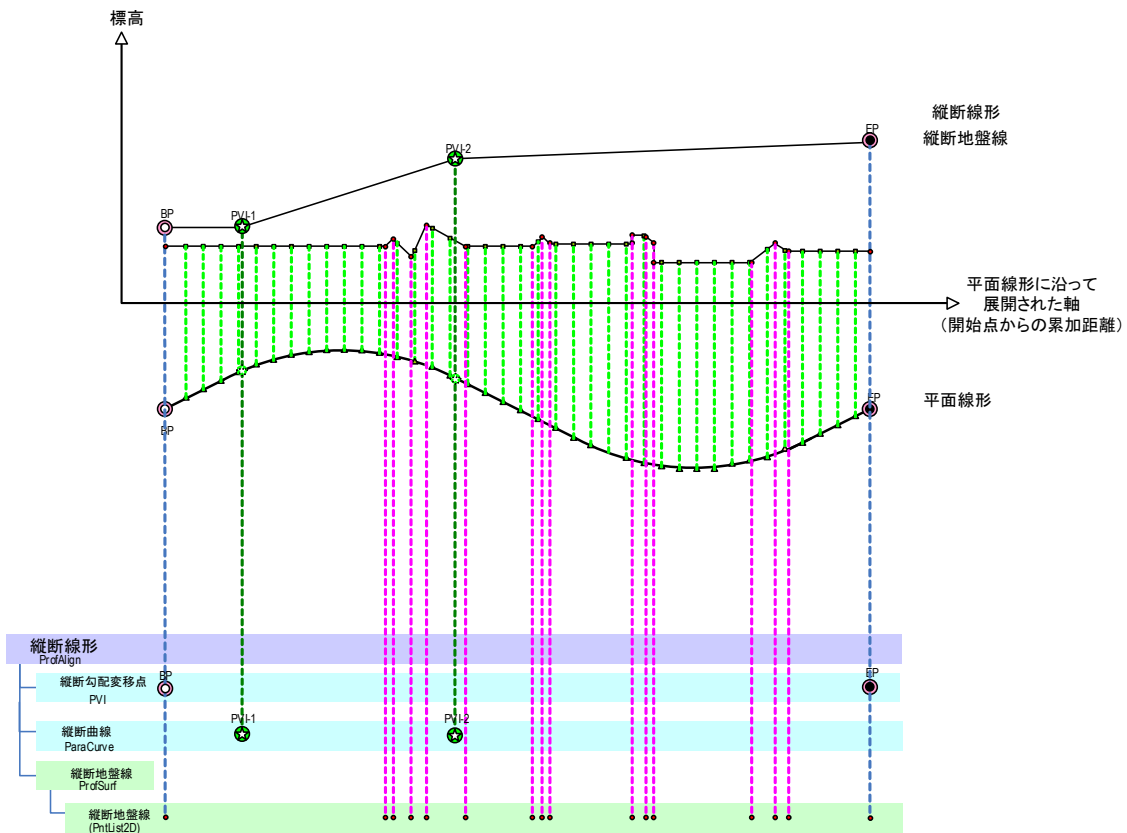 標高
縦断線形
縦断地盤線
EP
PVI-2
BP
PVI-1
平面線形に沿って
展開された軸
(開始点からの累加距離)
平面線形
EP
BP
縦断線形
ProfAlign
縦断勾配変移点
PVI
BP
EP
縦断曲線
ParaCurve
PVI-1
PVI-2
縦断地盤線
ProfSurf
縦断地盤線
(PntList2D)